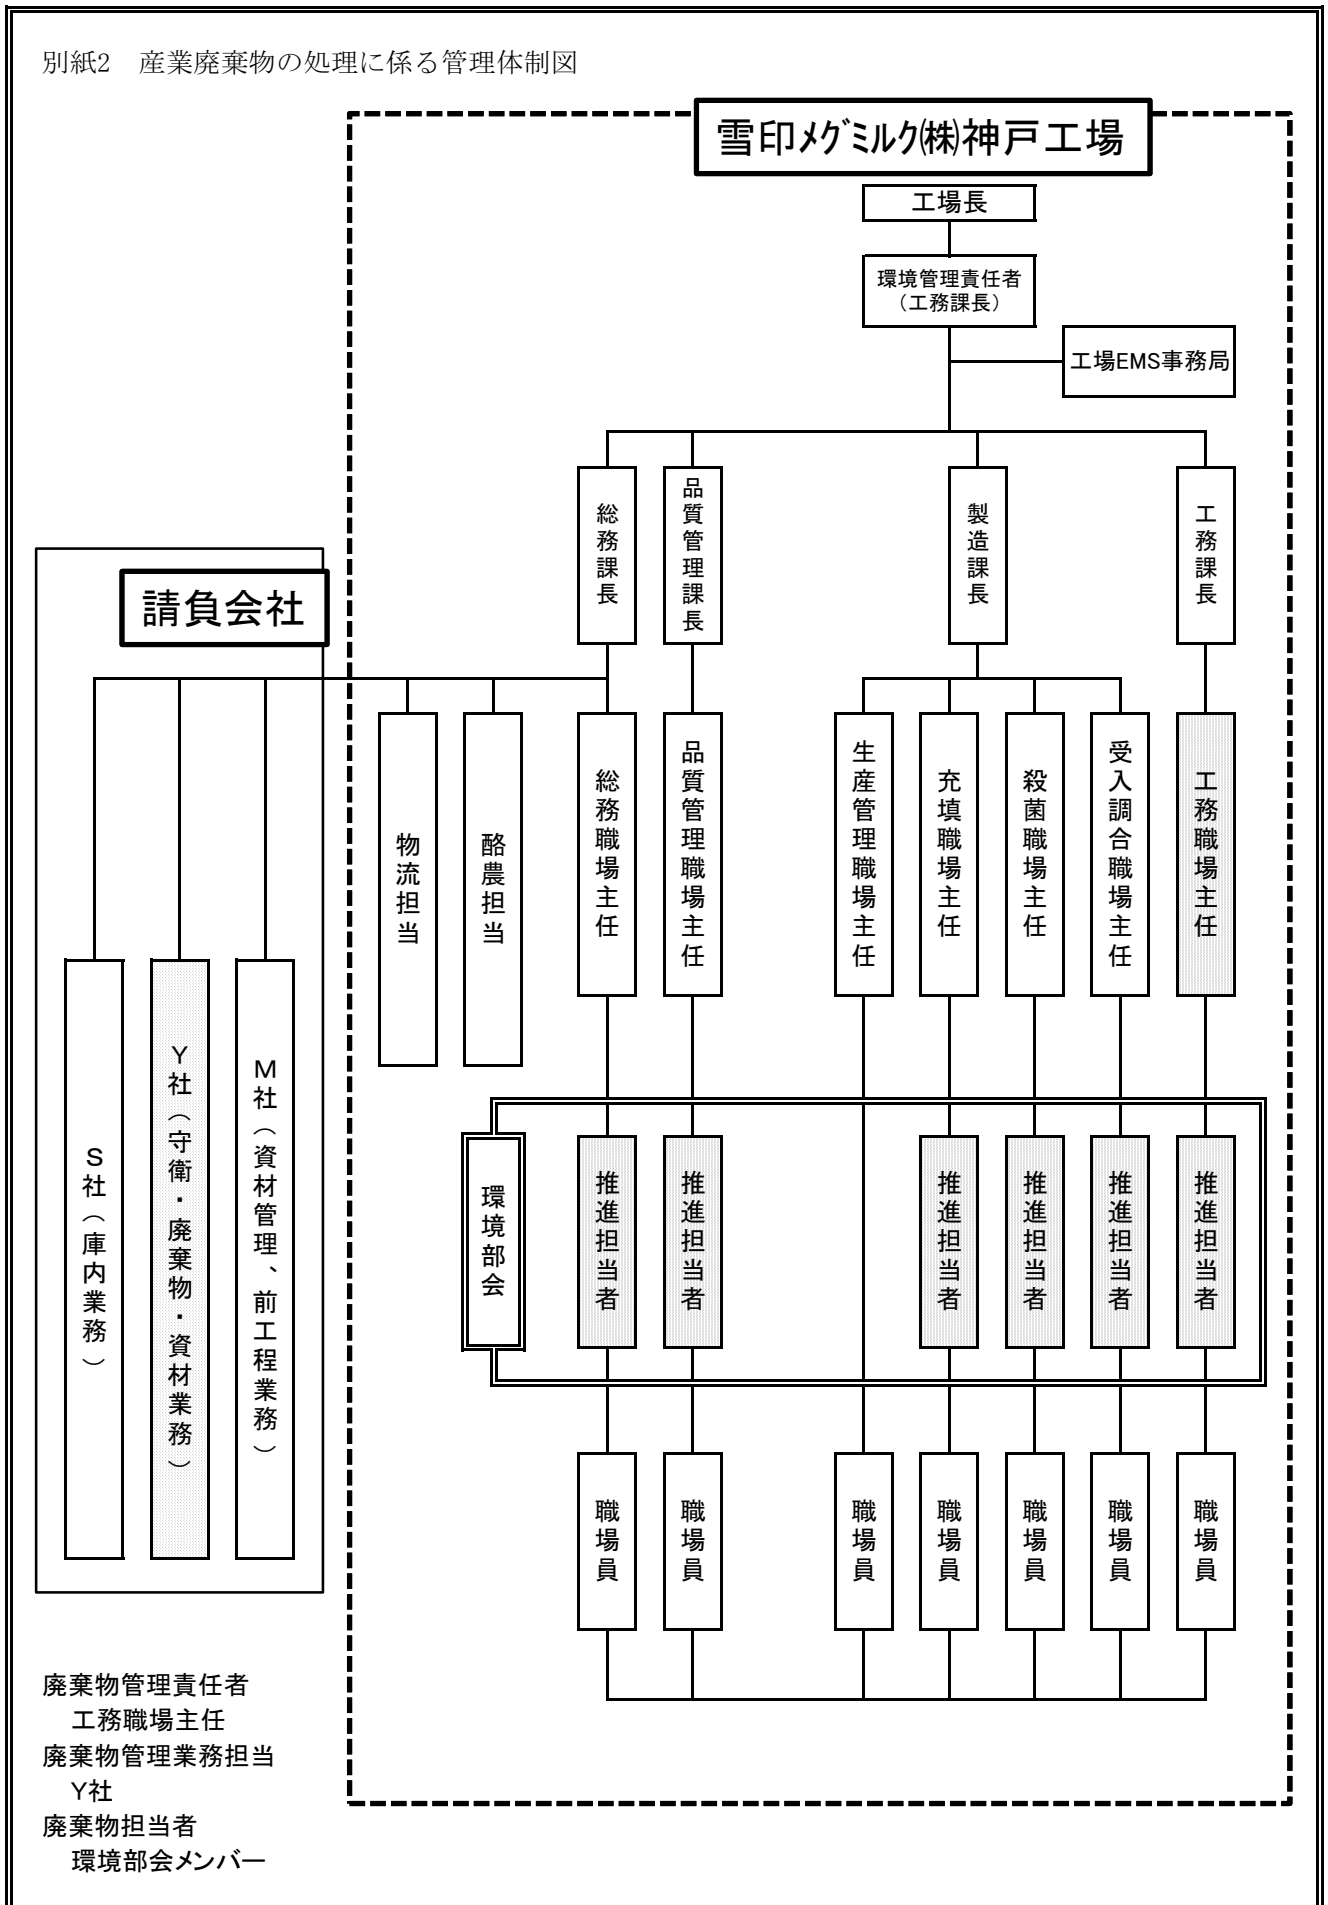 別紙2　産業廃棄物の処理に係る管理体制図
雪印ﾒｸﾞﾐﾙｸ㈱神戸工場
工場長
環境管理責任者
（工務課長）
工場EMS事務局
総務課長
品質管理課長
製造課長
工務課長
請負会社
物流担当
酪農担当
総務職場主任
品質管理職場主任
生産管理職場主任
充填職場主任
殺菌職場主任
受入調合職場主任
工務職場主任
S社（庫内業務）
Y社（守衛・廃棄物・資材業務）
M社（資材管理、前工程業務）
環境部会
推進担当者
推進担当者
推進担当者
推進担当者
推進担当者
推進担当者
職場員
職場員
職場員
職場員
職場員
職場員
職場員
廃棄物管理責任者
工務職場主任
廃棄物管理業務担当
Y社
廃棄物担当者
環境部会メンバー